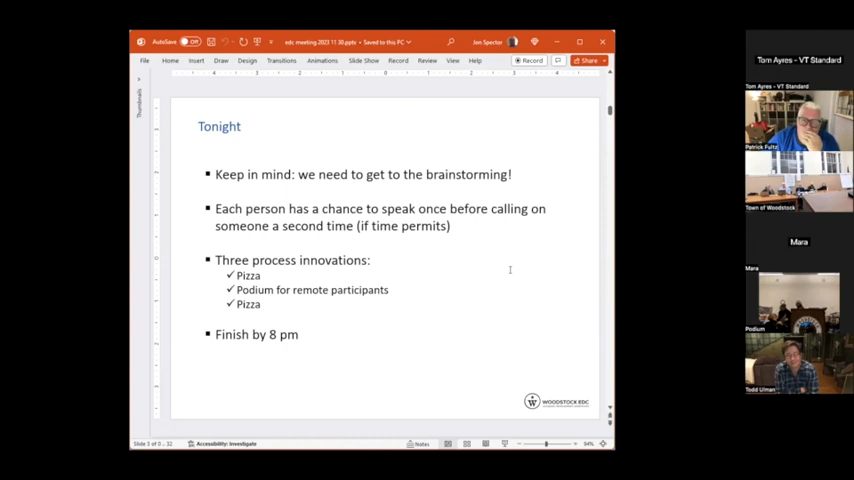 AutoSave Off
edc meeting 2023 11 30.pptx • Saved to this PC
Jon Spector
File Home Insert Draw Design Transitions Animations Slide Show Record Review View Help
Record
Share
Thumbnails
Tonight
Keep in mind: we need to get to the brainstorming!
Each person has a chance to speak once before calling on
someone a second time (if time permits)
Three process innovations:
Pizza
Podium for remote participants
Pizza
Finish by 8 pm
WOODSTOCK EDC
Accessibility: Investigate
Notes
94%
Tom Ayres - VT Standard
Tom Ayres - VT Standard
Patrick Fultz
Town of Woodstock
Mara
Mara
Podium
Todd Ulman